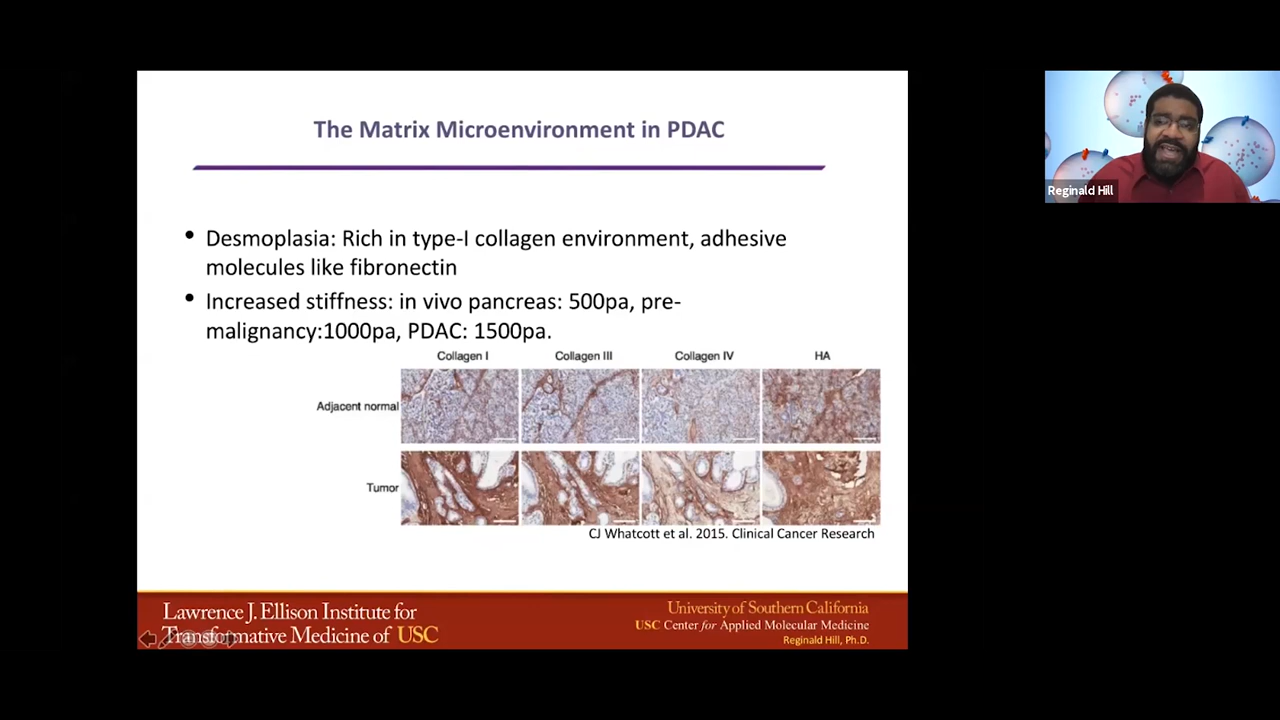 The Matrix Microenvironment in PDAC
• Desmoplasia: Rich in type-I collagen environment, adhesive
molecules like fibronectin
• Increased stiffness: in vivo pancreas: 500pa, pre-
malignancy:1000pa, PDAC: 1500pa.
Collagen I Collagen III Collagen IV HA
Adjacent normal
Tumor
CJ Whatcott et al. 2015. Clinical Cancer Research
Lawrence J. Ellison Institute for
Transformative Medicine of USC
University of Southern California
USC Center for Applied Molecular Medicine
Reginald Hill, Ph.D.
Reginald Hill